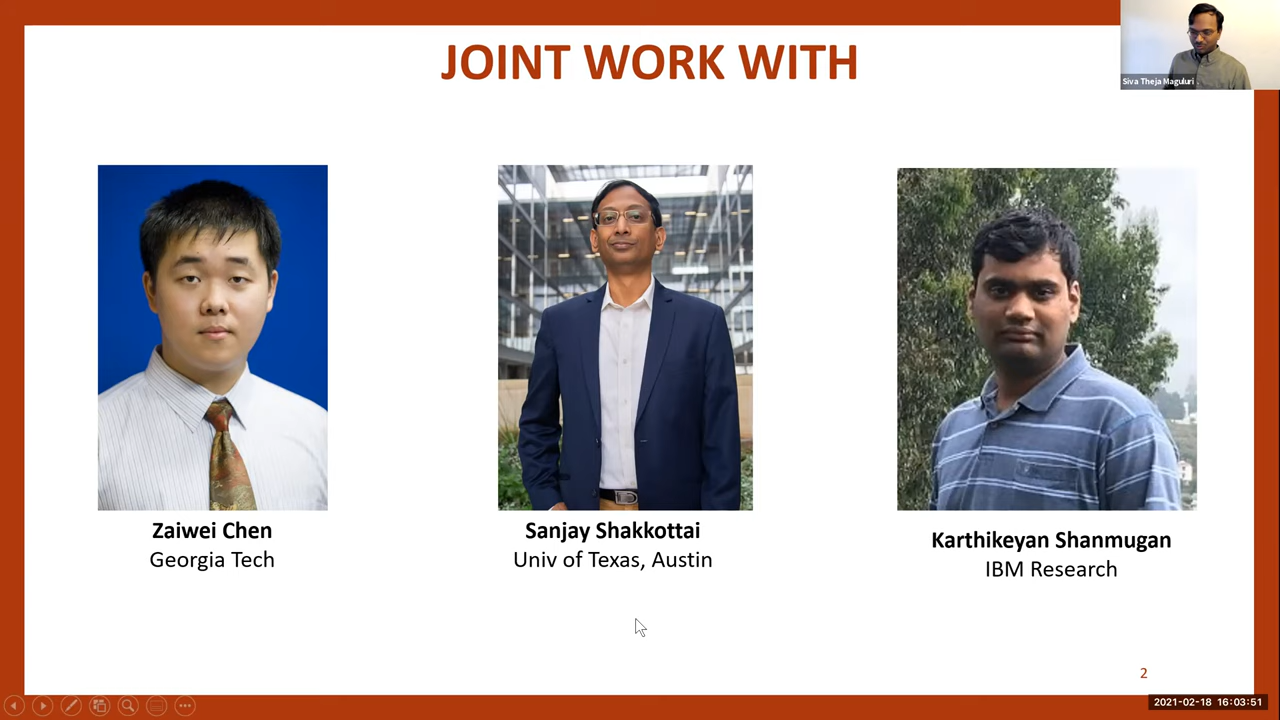 JOINT WORK WITH
Siva Theja Maguluri
Zaiwei Chen
Georgia Tech
Sanjay Shakkottai
Univ of Texas, Austin
Karthikeyan Shanmugan
IBM Research
2
2021-02-18 16:03:51